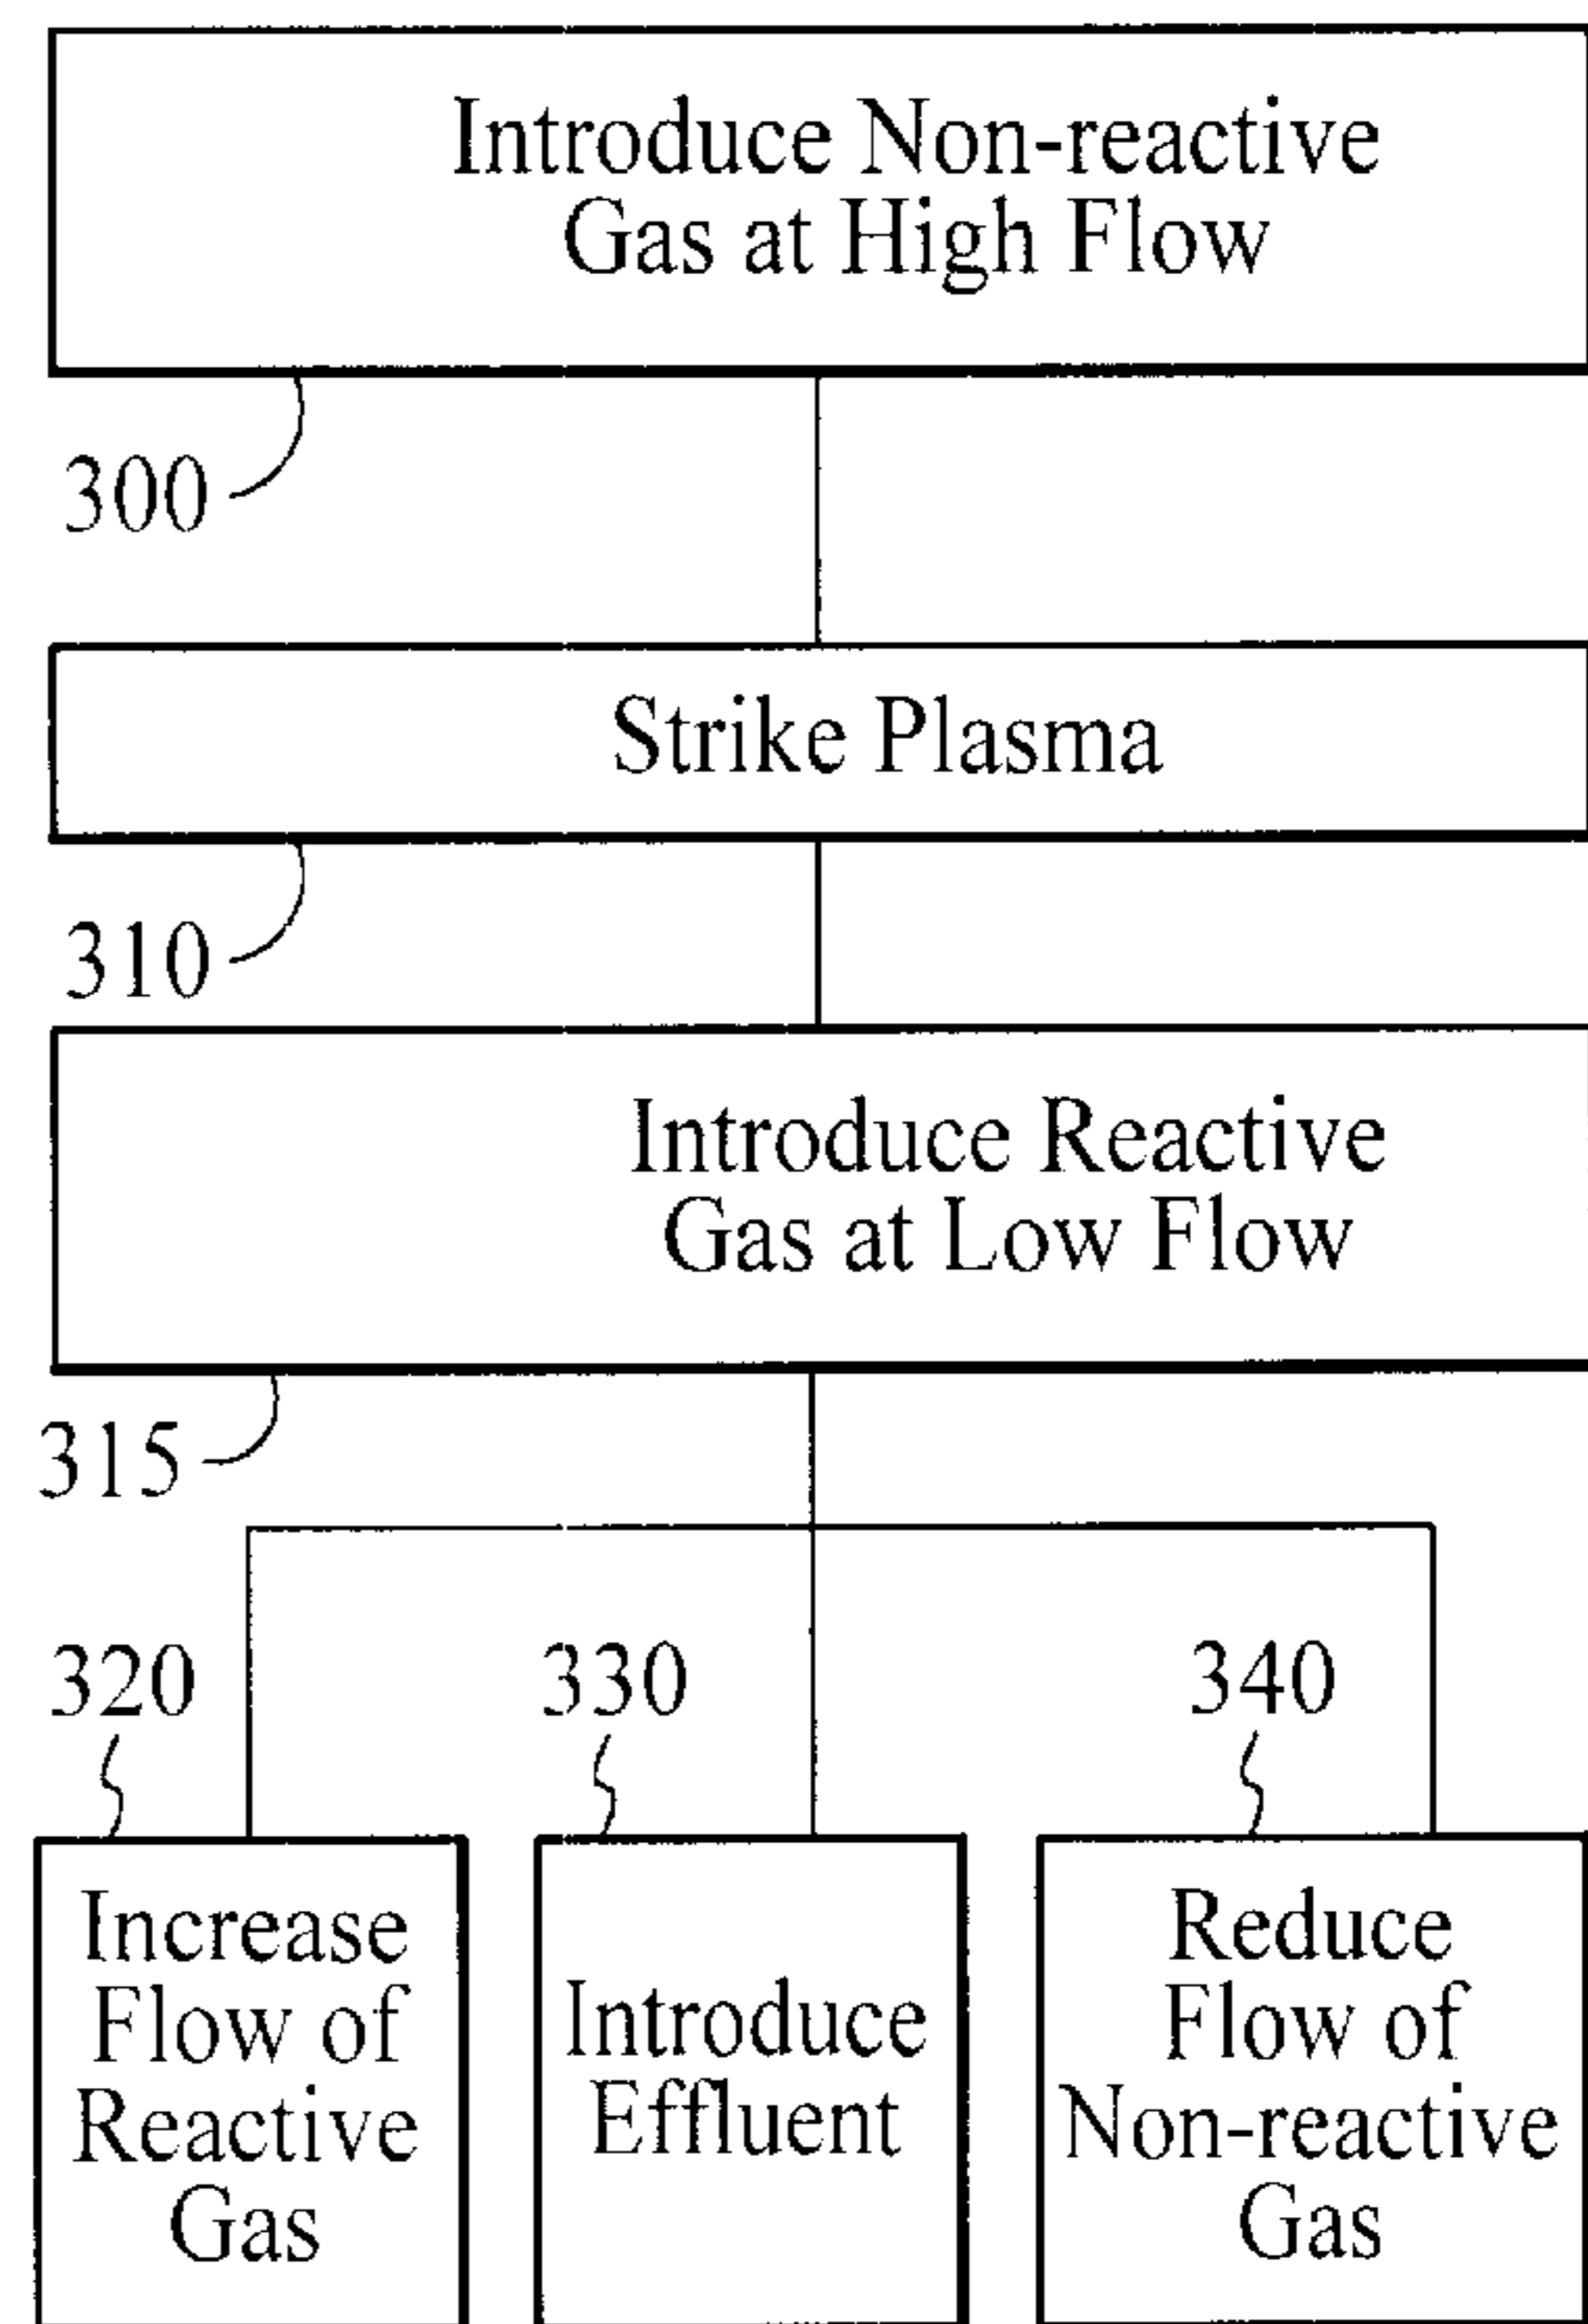 Introduce Non-reactive
Gas at High Flow
300
Strike Plasma
310
Introduce Reactive
Gas at Low Flow
315
320
330
340
Increase
Flow of
Reactive
Gas
Introduce
Effluent
Reduce
Flow of
Non-reactive
Gas